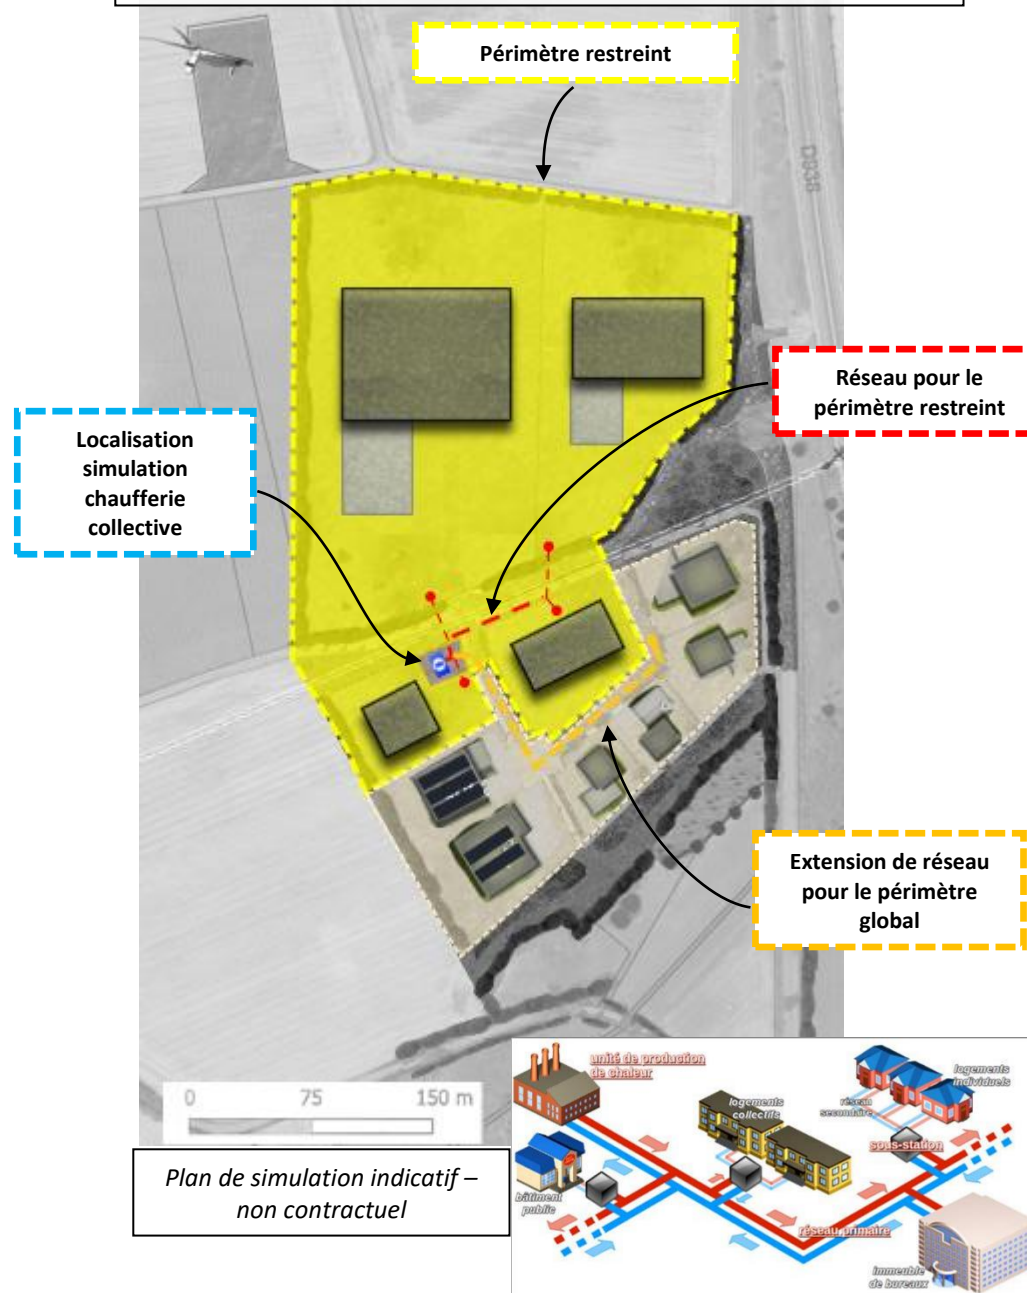 Périmètre restreint
D938
Réseau pour le
périmètre restreint
Localisation
simulation
chaufferie
collective
Extension de réseau
pour le périmètre
global
0 75 150 m
Plan de simulation indicatif –
non contractuel
unité de production
de chaleur
logements
collectifs
logements
individuels
réseau
secondaire
sous-station
bâtiment
public
réseau primaire
immeuble
de bureaux